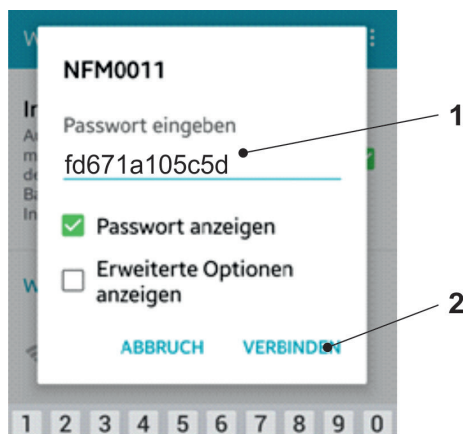 NFM0011
Passwort eingeben
fd671a105c5d
Passwort anzeigen
Erweiterte Optionen
anzeigen
ABBRUCH VERBINDEN
1 2 3 4 5 6 7 8 9 0
1
2